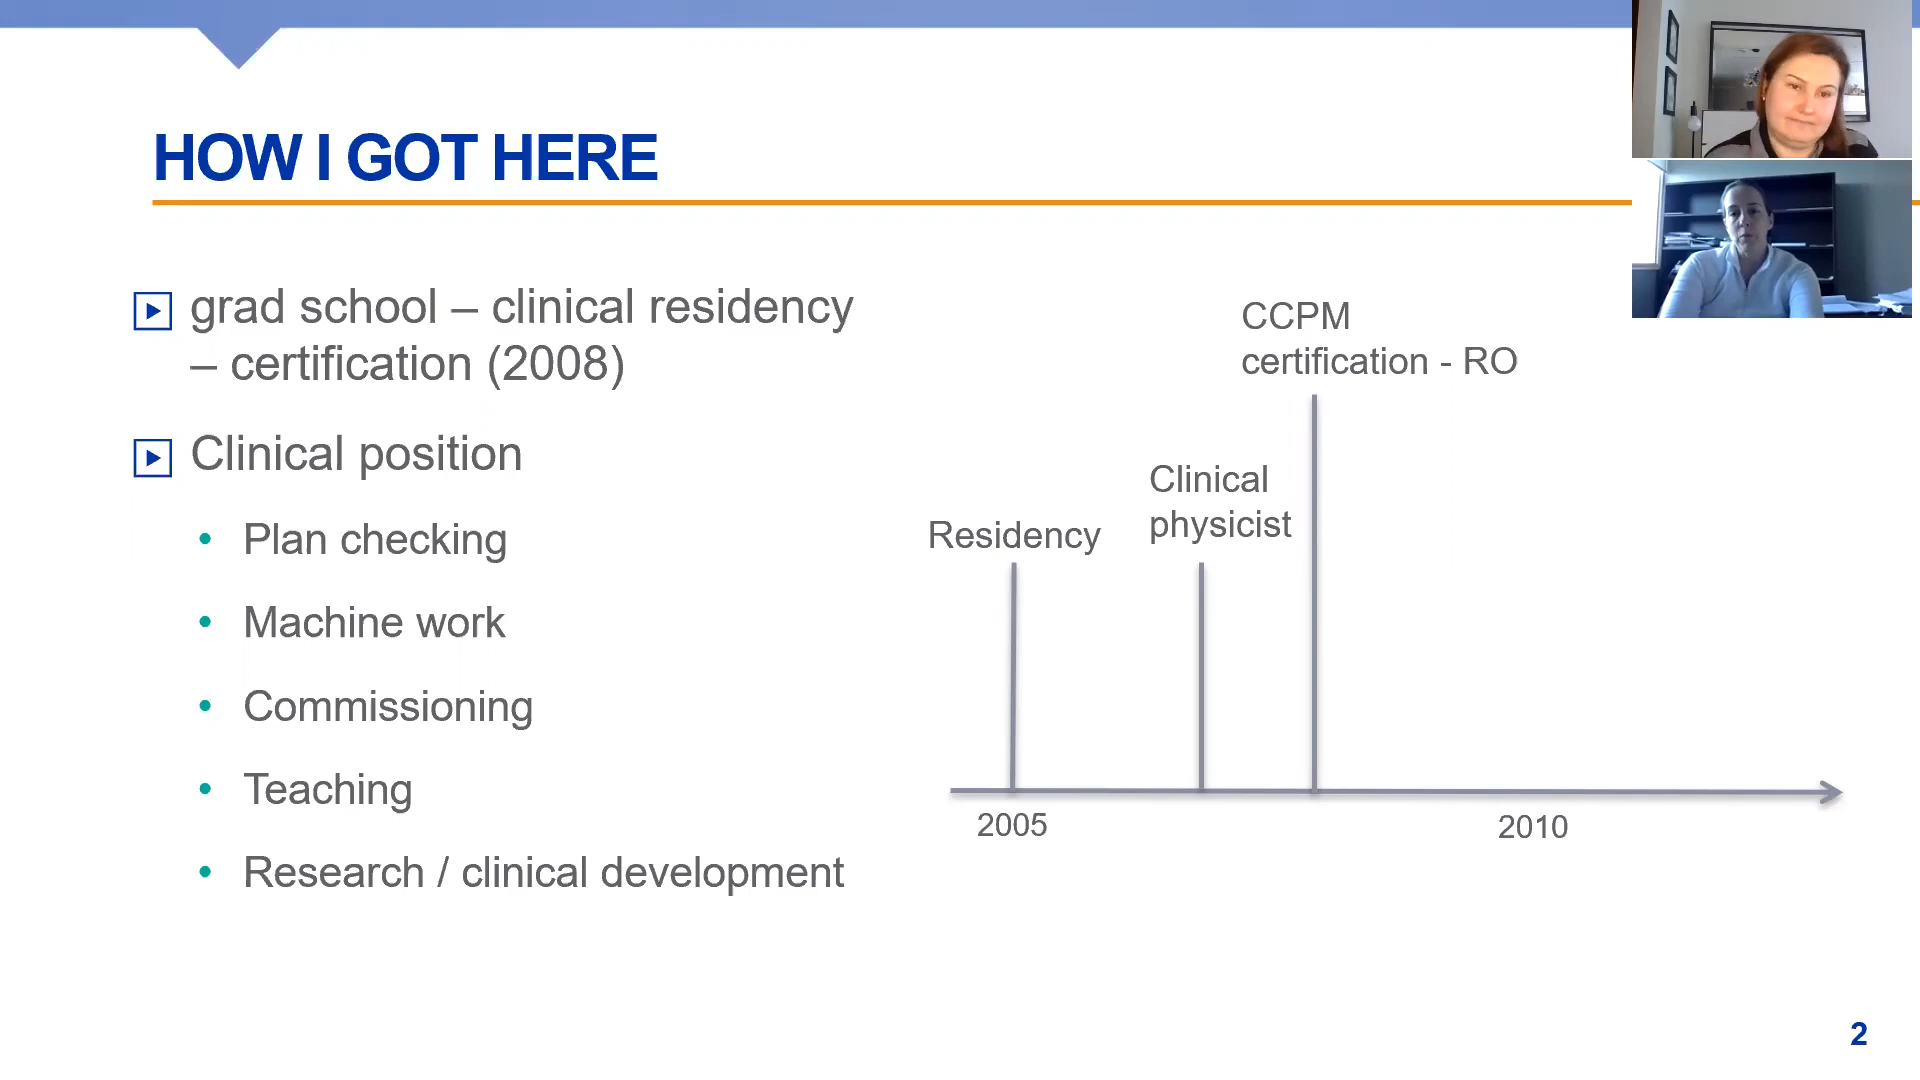 HOW I GOT HERE
grad school – clinical residency
– certification (2008)
Clinical position
• Plan checking
• Machine work
• Commissioning
• Teaching
• Research / clinical development
CCPM
certification - RO
Clinical
physicist
Residency
2005
2010
2